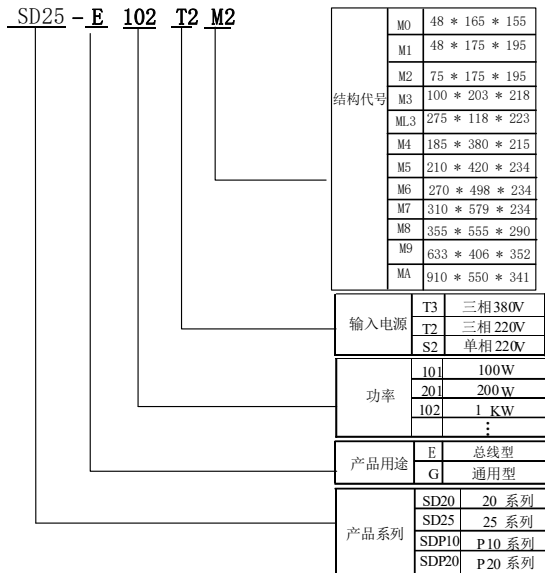 SD25 - E 102 T2 M2
结构代号
M0 48 * 165 * 155
M1 48 * 175 * 195
M2 75 * 175 * 195
M3 100 * 203 * 218
ML3 275 * 118 * 223
M4 185 * 380 * 215
M5 210 * 420 * 234
M6 270 * 498 * 234
M7 310 * 579 * 234
M8 355 * 555 * 290
M9 633 * 406 * 352
MA 910 * 550 * 341
输入电源
T3 三相380V
T2 三相220V
S2 单相220V
功率
101 100W
201 200W
102 1 KW
⋮
产品用途
E 总线型
G 通用型
产品系列
SD20 20 系列
SD25 25 系列
SDP10 P10 系列
SDP20 P20 系列